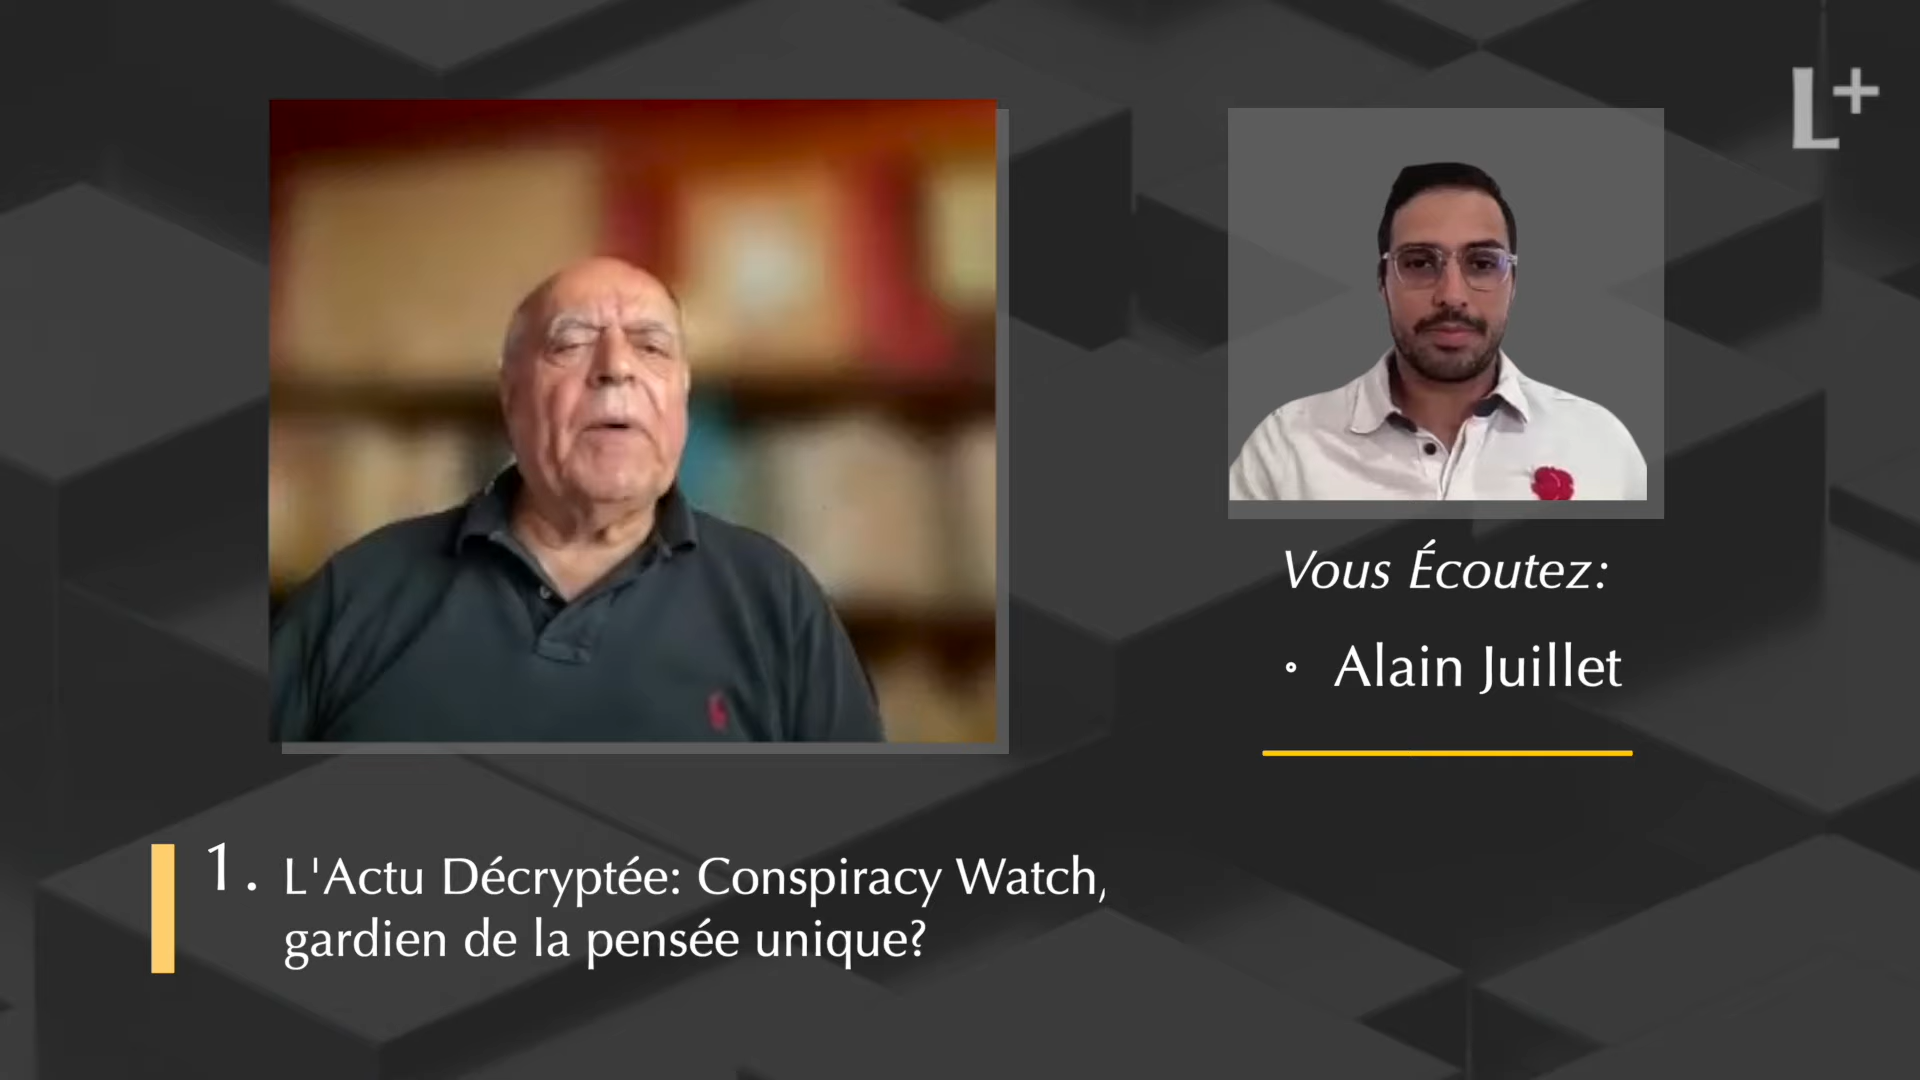 L+
Vous Écoutez:
Alain Juillet
1. L'Actu Décryptée: Conspiracy Watch,
gardien de la pensée unique?